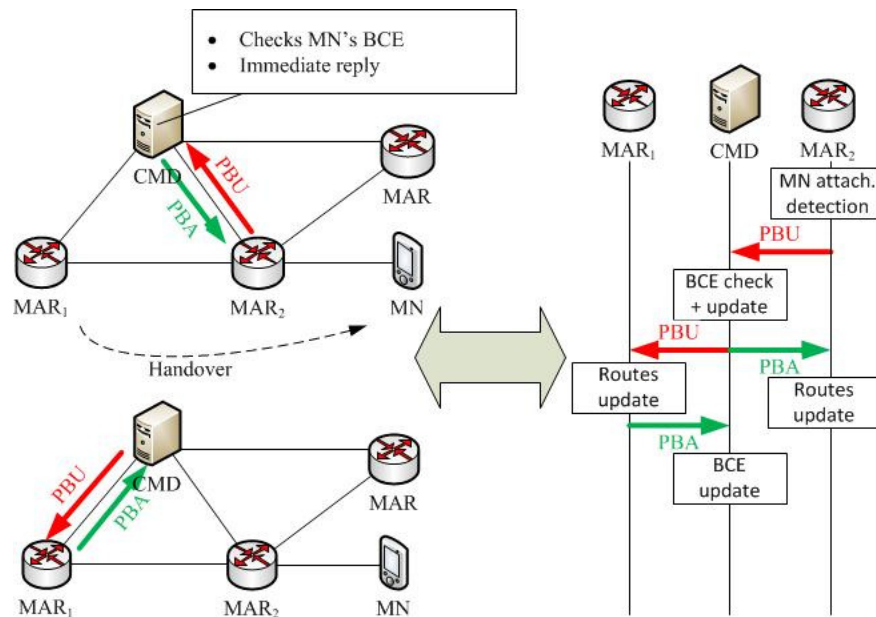 • Checks MN's BCE
• Immediate reply
CMD
PBU
PBA
MAR
MAR₁
MAR₂
MN
Handover
CMD
PBU
PBA
MAR
MAR₁
MAR₂
MN
MAR₁
CMD
MAR₂
MN attach.
detection
PBU
BCE check
+ update
PBU
PBA
Routes
update
Routes
update
PBA
BCE
update